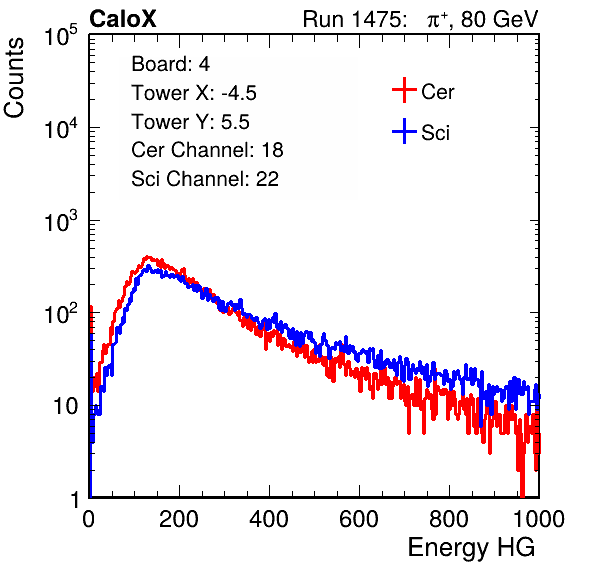 CaloX Run 1475: π⁺, 80 GeV
Counts
10⁵
10⁴
10³
10²
10
1
Board: 4
Tower X: -4.5
Tower Y: 5.5
Cer Channel: 18
Sci Channel: 22
Cer
Sci
0 200 400 600 800 1000
Energy HG